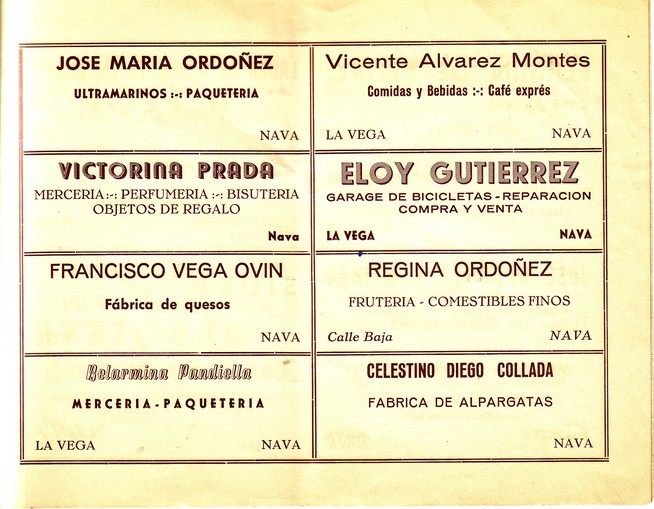 JOSE MARIA ORDOÑEZ
ULTRAMARINOS :-: PAQUETERIA
NAVA
Vicente Alvarez Montes
Comidas y Bebidas :-: Café exprés
LA VEGA NAVA
VICTORINA PRADA
MERCERIA :-: PERFUMERIA :-: BISUTERIA
OBJETOS DE REGALO
Nava
ELOY GUTIERREZ
GARAGE DE BICICLETAS - REPARACION
COMPRA Y VENTA
LA VEGA NAVA
FRANCISCO VEGA OVIN
Fábrica de quesos
NAVA
REGINA ORDOÑEZ
FRUTERIA - COMESTIBLES FINOS
Calle Baja NAVA
Belarmina Pandiella
MERCERIA - PAQUETERIA
LA VEGA NAVA
CELESTINO DIEGO COLLADA
FABRICA DE ALPARGATAS
NAVA